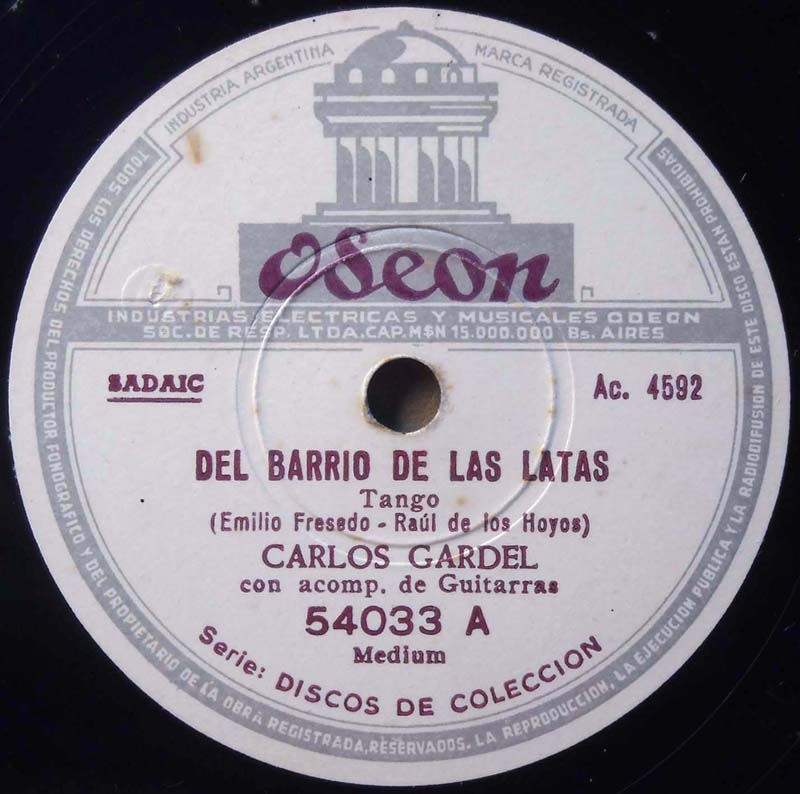 INDUSTRIA ARGENTINA
MARCA REGISTRADA
Odeon
INDUSTRIAS ELECTRICAS Y MUSICALES ODEON
SOC. DE RESP. LTDA. CAP. M$N 15.000.000 Bs. AIRES
SADAIC
Ac. 4592
DEL BARRIO DE LAS LATAS
Tango
(Emilio Fresedo - Raúl de los Hoyos)
CARLOS GARDEL
con acomp. de Guitarras
54033 A
Medium
Serie: DISCOS DE COLECCION
TODOS LOS DERECHOS DEL PRODUCTOR FONOGRAFICO Y DEL PROPIETARIO DE LA OBRA REGISTRADA, RESERVADOS. LA REPRODUCCION, LA EJECUCION PUBLICA Y LA RADIODIFUSION DE ESTE DISCO ESTAN PROHIBIDAS